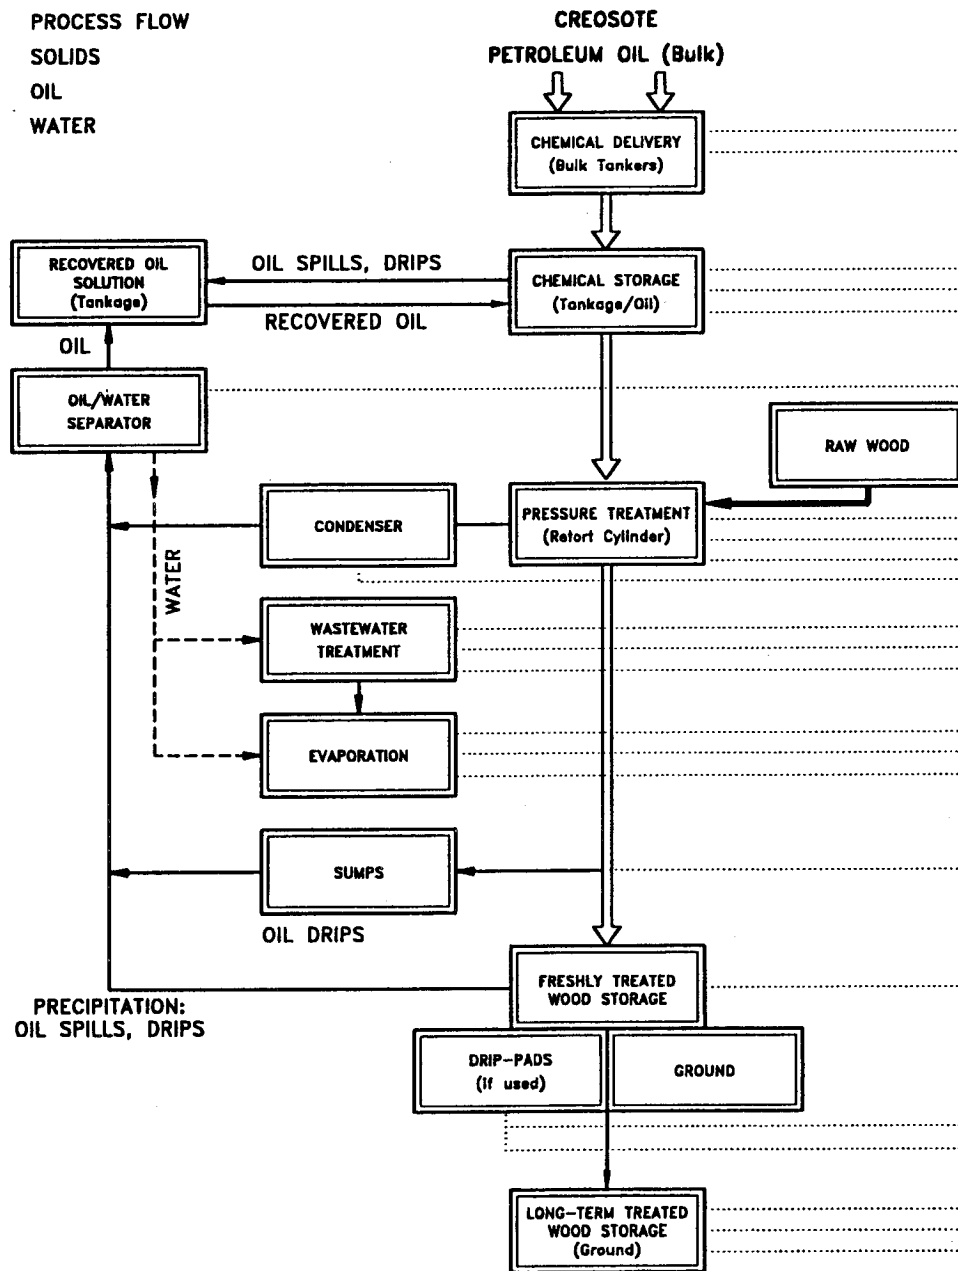 PROCESS FLOW
SOLIDS
OIL
WATER
CREOSOTE
PETROLEUM OIL (Bulk)
CHEMICAL DELIVERY
(Bulk Tankers)
RECOVERED OIL
SOLUTION
(Tankage)
OIL SPILLS, DRIPS
RECOVERED OIL
CHEMICAL STORAGE
(Tankage/Oil)
OIL
OIL/WATER
SEPARATOR
RAW WOOD
CONDENSER
PRESSURE TREATMENT
(Retort Cylinder)
WATER
WASTEWATER
TREATMENT
EVAPORATION
SUMPS
OIL DRIPS
FRESHLY TREATED
WOOD STORAGE
PRECIPITATION:
OIL SPILLS, DRIPS
DRIP-PADS
(if used)
GROUND
LONG-TERM TREATED
WOOD STORAGE
(Ground)